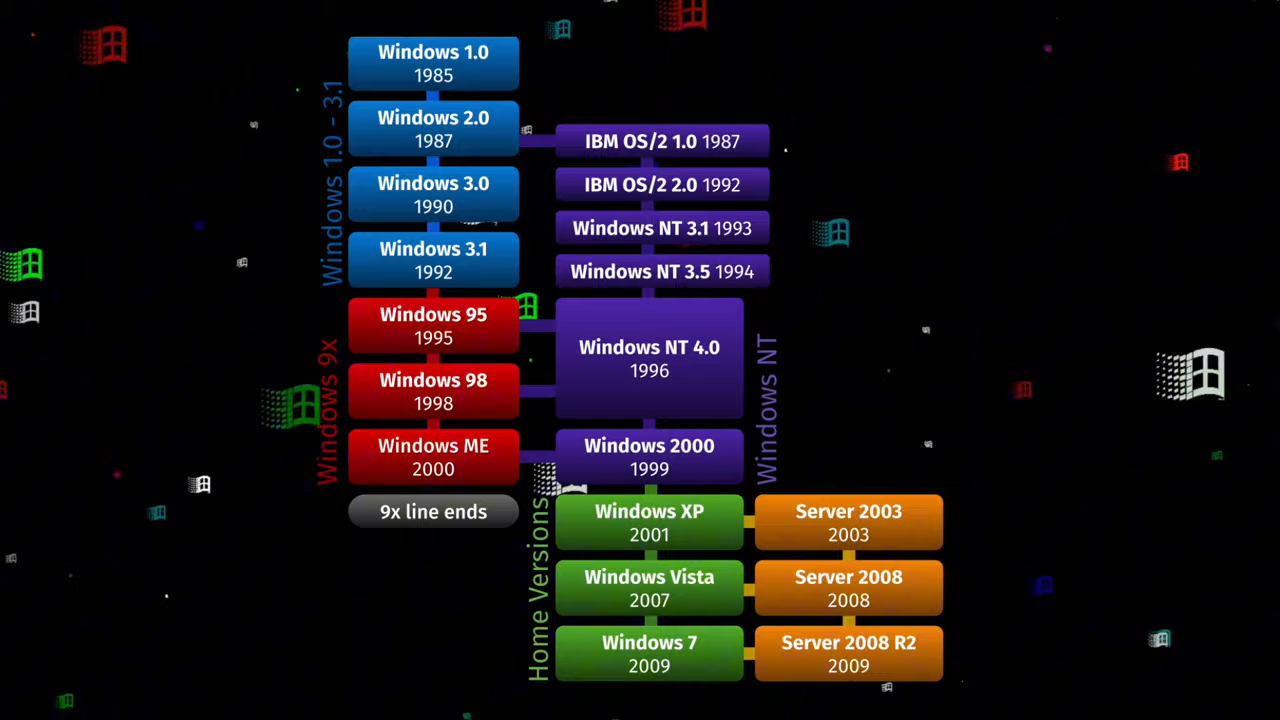 Windows 1.0 - 3.1
Windows 1.0
1985
Windows 2.0
1987
Windows 3.0
1990
Windows 3.1
1992
Windows 9x
Windows 95
1995
Windows 98
1998
Windows ME
2000
9x line ends
IBM OS/2 1.0 1987
IBM OS/2 2.0 1992
Windows NT 3.1 1993
Windows NT 3.5 1994
Windows NT 4.0
1996
Windows 2000
1999
Windows NT
Home Versions
Windows XP
2001
Windows Vista
2007
Windows 7
2009
Server 2003
2003
Server 2008
2008
Server 2008 R2
2009